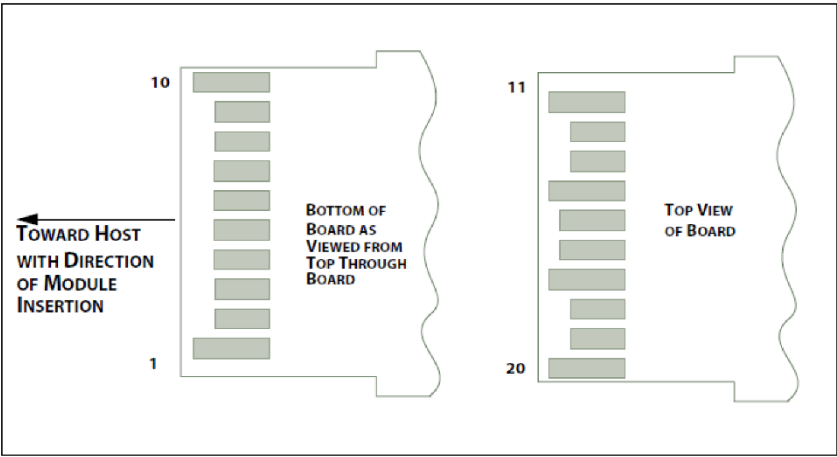 10
1
TOWARD HOST
WITH DIRECTION
OF MODULE
INSERTION
BOTTOM OF
BOARD AS
VIEWED FROM
TOP THROUGH
BOARD
11
20
TOP VIEW
OF BOARD